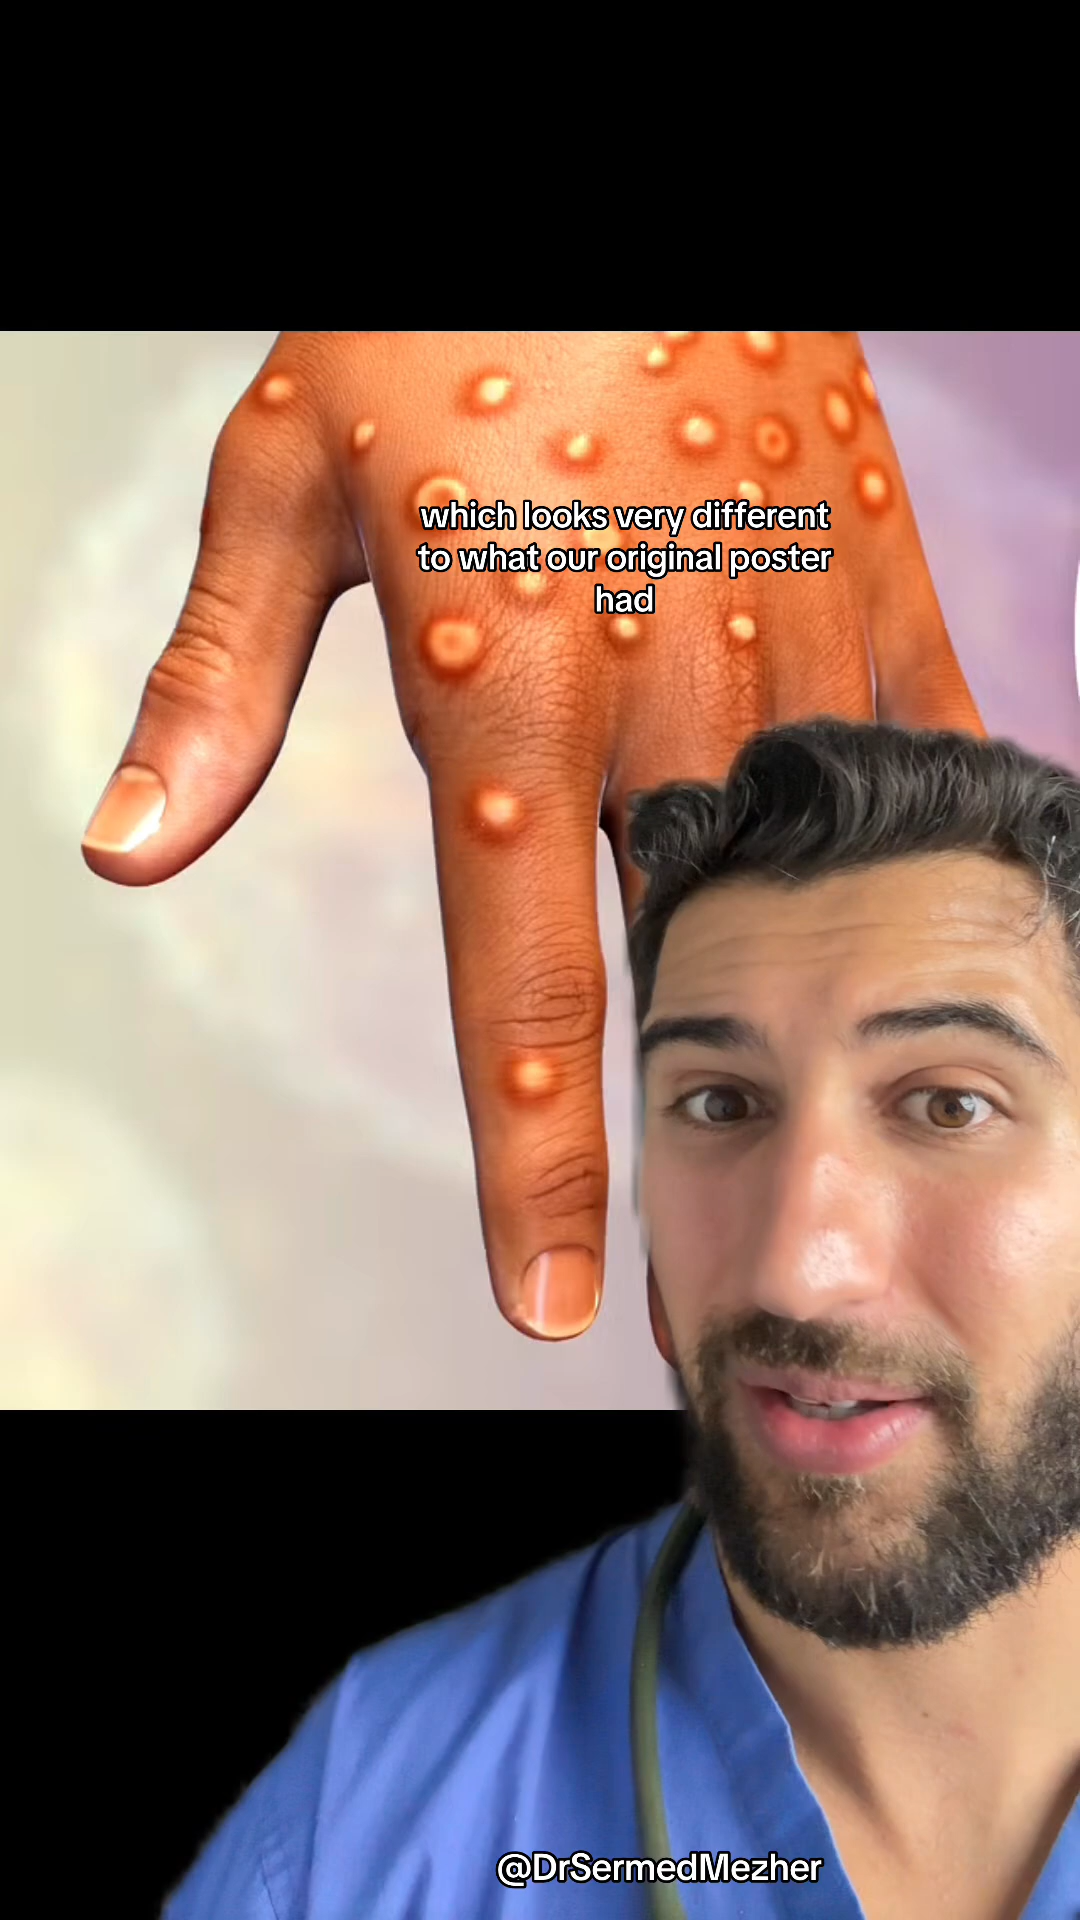 which looks very different
to what our original poster
had
@DrSermedMezher